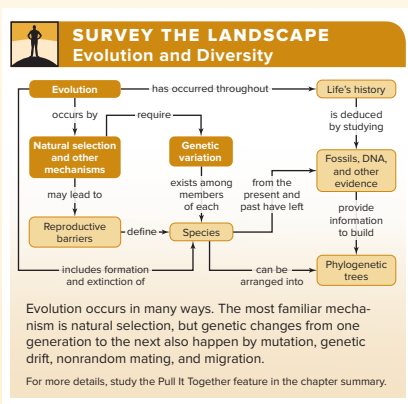 SURVEY THE LANDSCAPE
Evolution and Diversity
Evolution
has occurred throughout
Life's history
occurs by
require
is deduced
by studying
Natural selection
and other
mechanisms
Genetic
variation
Fossils, DNA,
and other
evidence
may lead to
exists among
members
of each
from the
present and
past have left
provide
information
to build
Reproductive
barriers
define
Species
includes formation
and extinction of
can be
arranged into
Phylogenetic
trees
Evolution occurs in many ways. The most familiar mecha-
nism is natural selection, but genetic changes from one
generation to the next also happen by mutation, genetic
drift, nonrandom mating, and migration.
For more details, study the Pull It Together feature in the chapter summary.